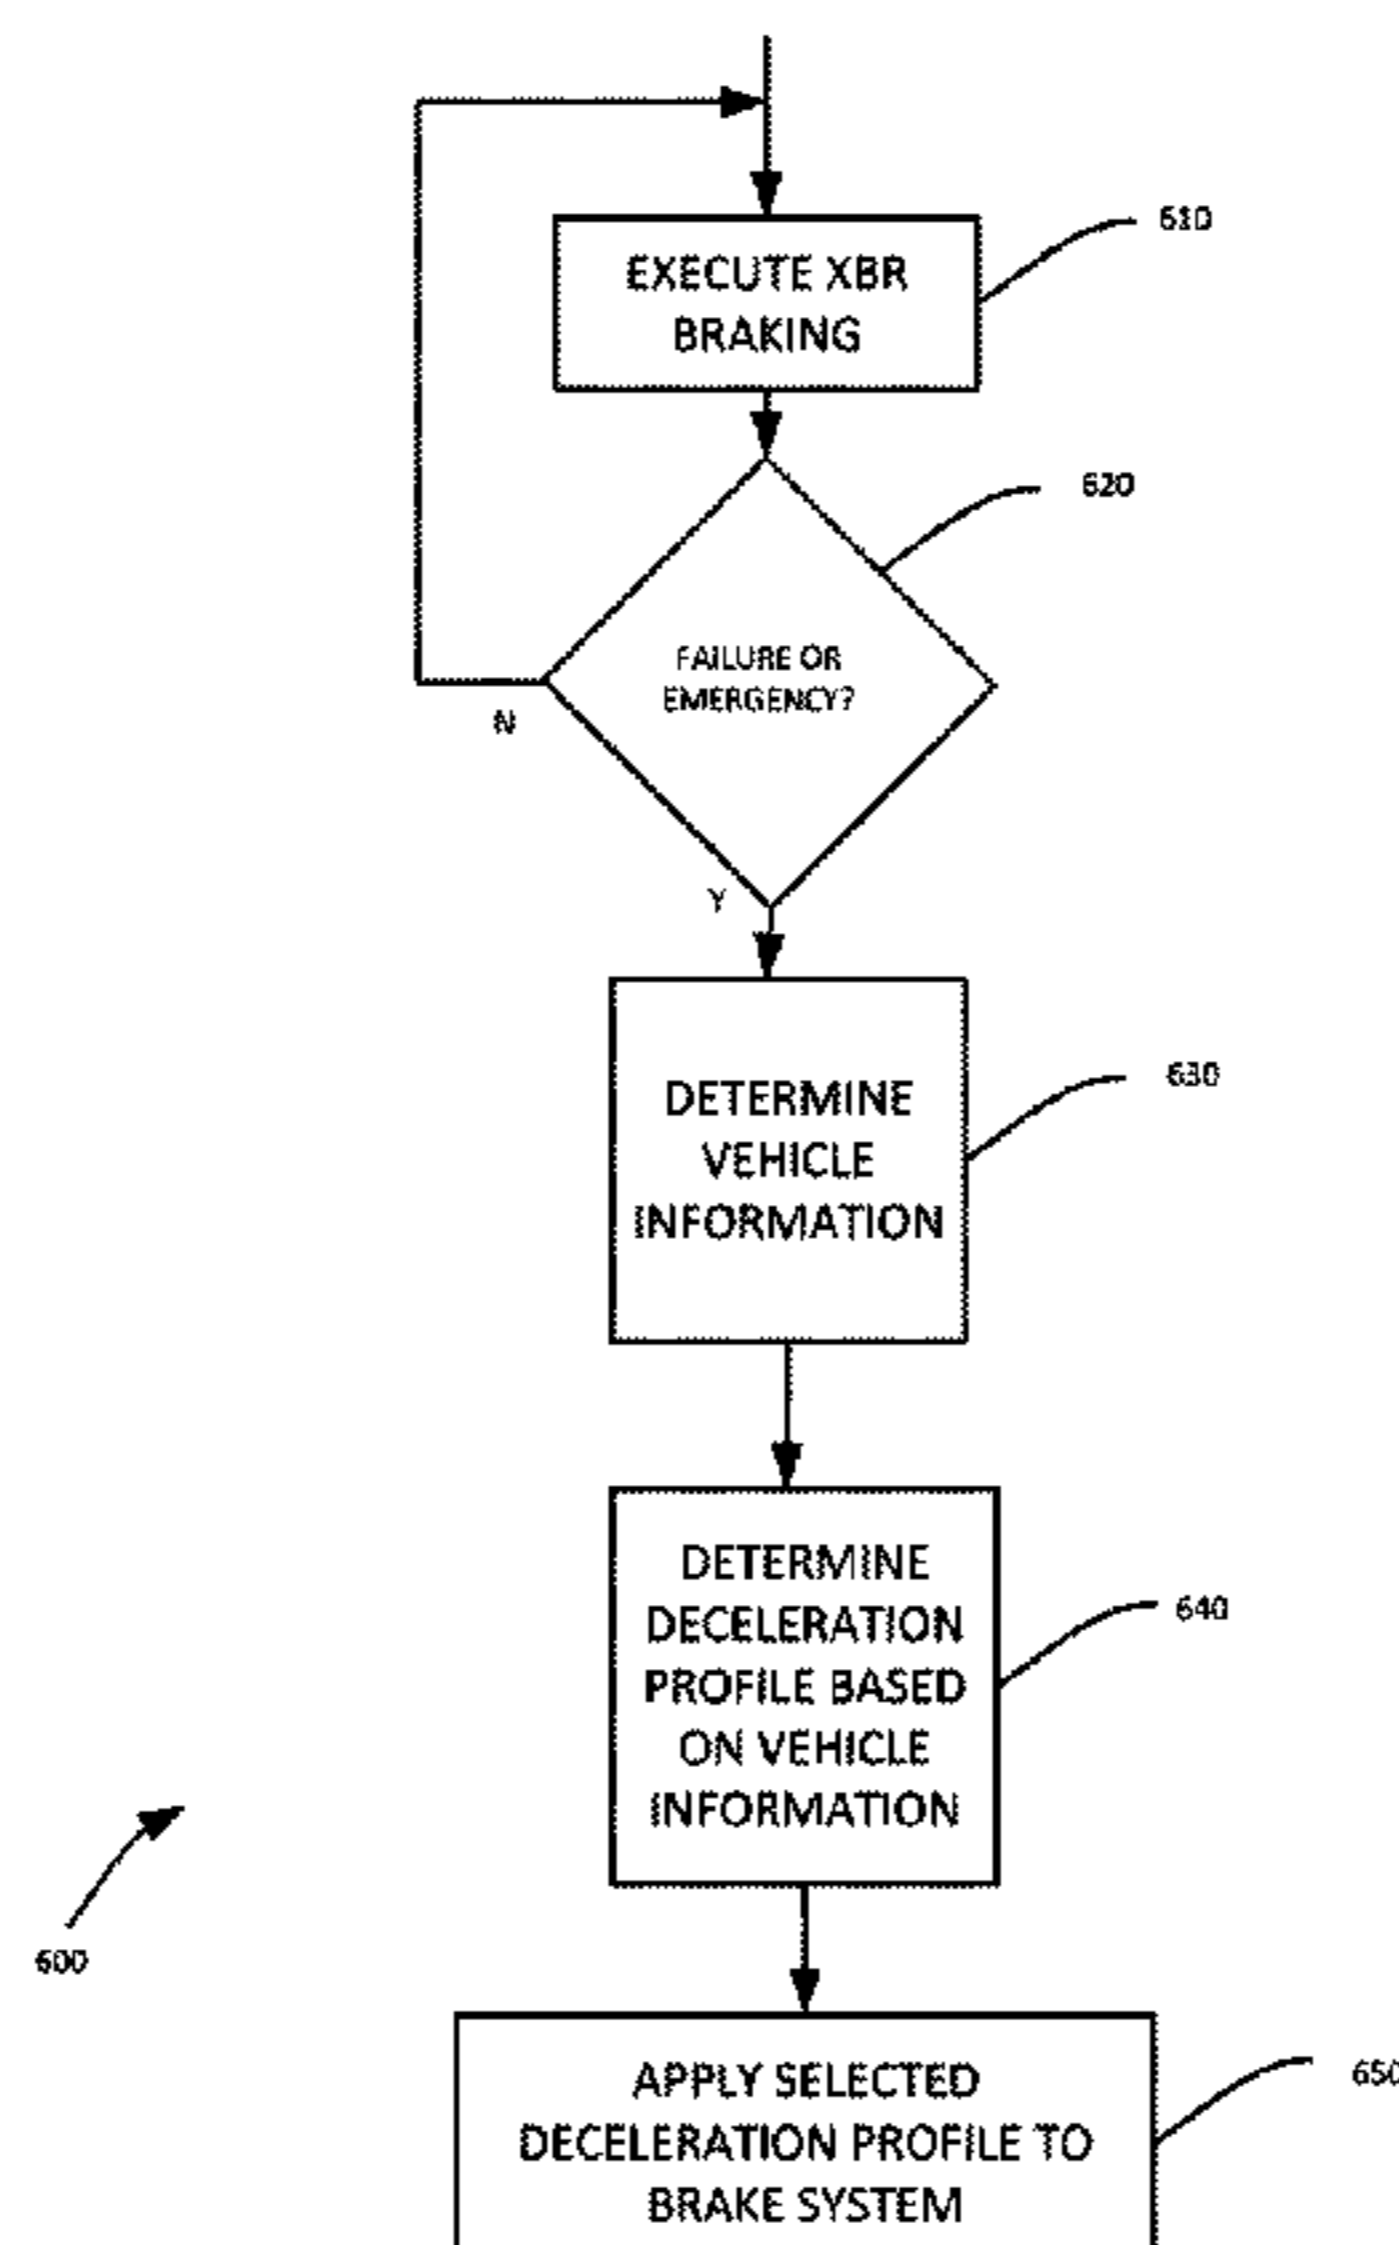 EXECUTE XBR
BRAKING
610
620
FAILURE OR
EMERGENCY?
N
Y
DETERMINE
VEHICLE
INFORMATION
630
DETERMINE
DECELERATION
PROFILE BASED
ON VEHICLE
INFORMATION
640
600
APPLY SELECTED
DECELERATION PROFILE TO
BRAKE SYSTEM
650